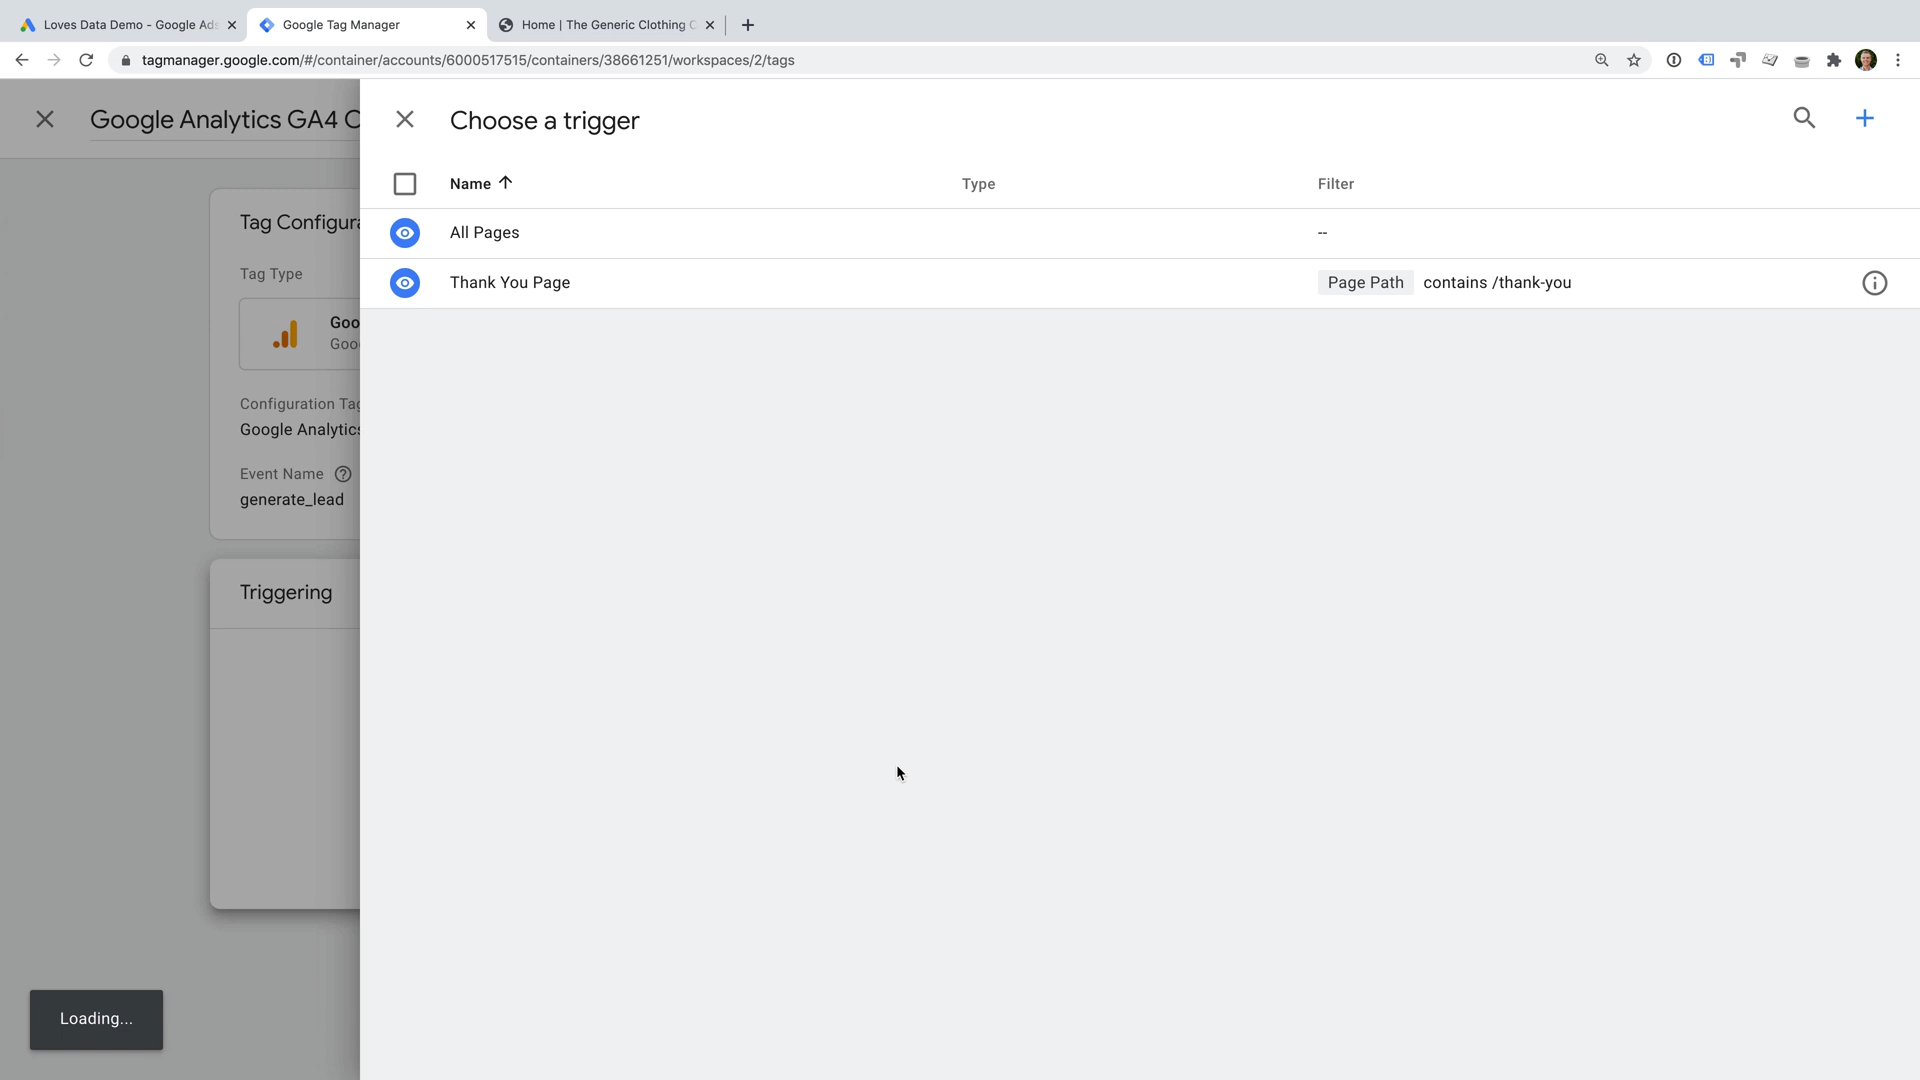 Loves Data Demo - Google Ads
Google Tag Manager
Home | The Generic Clothing C
tagmanager.google.com/#/container/accounts/6000517515/containers/38661251/workspaces/2/tags
Google Analytics GA4 C
Choose a trigger
Name
Type
Filter
All Pages
--
Thank You Page
Page Path contains /thank-you
Tag Configura
Tag Type
Goo
Goo
Configuration Tag
Google Analytics
Event Name
generate_lead
Triggering
Loading...